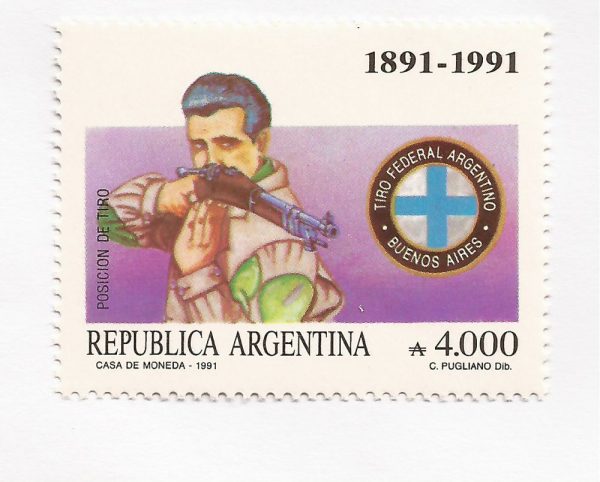 1891-1991
POSICION DE TIRO
TIRO FEDERAL ARGENTINO
· BUENOS AIRES ·
REPUBLICA ARGENTINA
₳ 4.000
CASA DE MONEDA - 1991
C. PUGLIANO Dib.